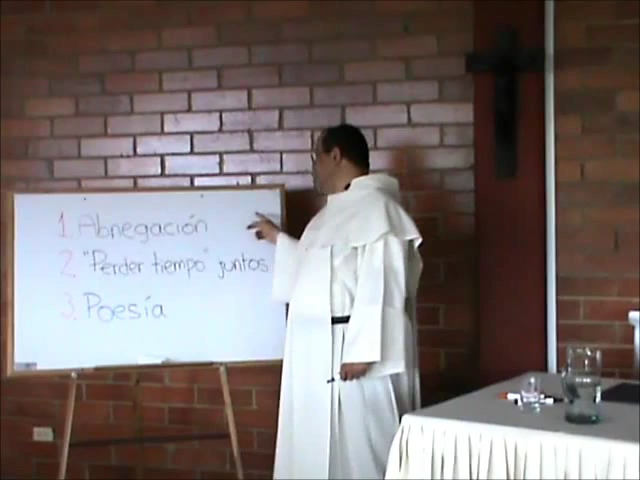 1. Abnegación
2. "Perder tiempo" juntos
3. Poesía